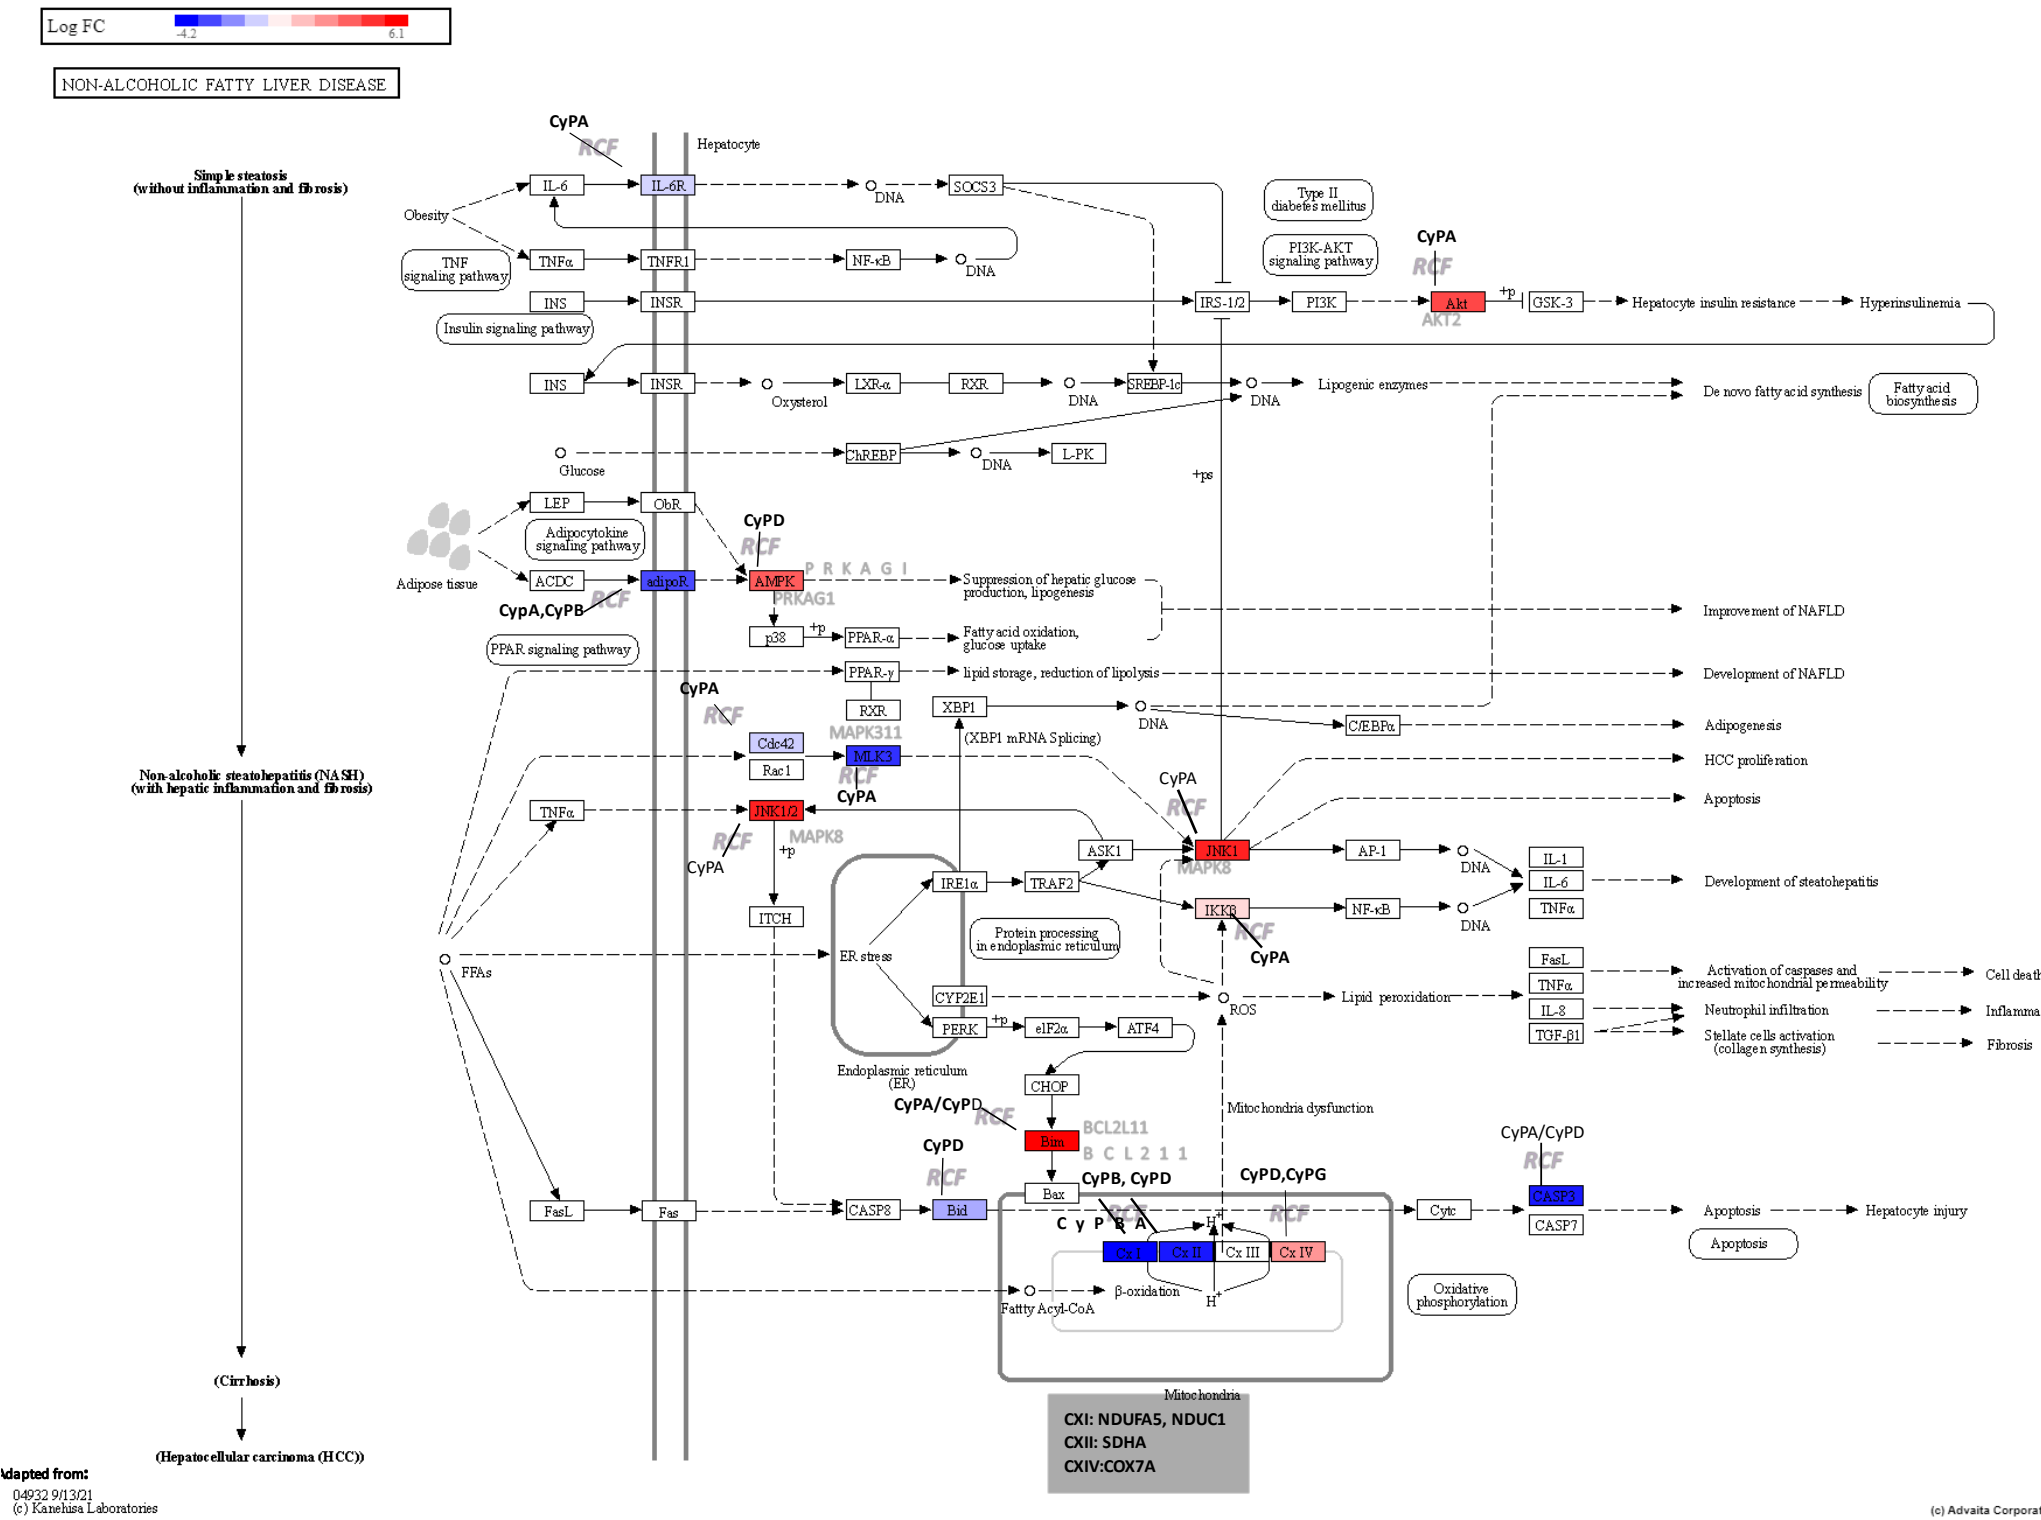 Log FC
-4.2
6.1
NON-ALCOHOLIC FATTY LIVER DISEASE
CyPA
RCF
Hepatocyte
Simple steatosis
(without inflammation and fibrosis)
IL-6
IL-6R
DNA
SOCS3
Type II
diabetes mellitus
Obesity
TNF
signaling pathway
TNFα
TNFR1
NF-κB
DNA
PI3K-AKT
signaling pathway
CyPA
RCF
INS
INSR
IRS-1/2
PI3K
Akt
+p
GSK-3
Hepatocyte insulin resistance
Hyperinsulinemia
AKT2
Insulin signaling pathway
INS
INSR
Oxysterol
LXR-α
RXR
DNA
SREBP-1c
DNA
Lipogenic enzymes
De novo fatty acid synthesis
Fatty acid
biosynthesis
Glucose
ChREBP
DNA
L-PK
+ps
LEP
ObR
Adipocytokine
signaling pathway
CyPD
RCF
Adipose tissue
ACDC
adipoR
AMPK
P R K A G I
PRKAG1
Suppression of hepatic glucose
production, lipogenesis
RCF
CypA,CyPB
Improvement of NAFLD
p38
+p
PPAR-α
Fatty acid oxidation,
glucose uptake
PPAR signaling pathway
PPAR-γ
lipid storage, reduction of lipolysis
Development of NAFLD
CyPA
RCF
RXR
XBP1
DNA
C/EBPα
Adipogenesis
MAPK311
(XBP1 mRNA Splicing)
Cdc42
Rac1
MLK3
HCC proliferation
Non-alcoholic steatohepatitis (NASH)
(with hepatic inflammation and fibrosis)
RCF
CyPA
CyPA
RCF
Apoptosis
TNFα
JNK1/2
RCF
MAPK8
CyPA
+p
ASK1
JNK1
MAPK8
AP-1
DNA
IL-1
IL-6
TNFα
Development of steatohepatitis
IRE1α
TRAF2
IKKβ
NF-κB
DNA
RCF
CyPA
ITCH
Protein processing
in endoplasmic reticulum
FFAs
ER stress
FasL
TNFα
IL-8
TGF-β1
Activation of caspases and
increased mitochondrial permeability
Cell death
CYP2E1
ROS
Lipid peroxidation
Neutrophil infiltration
Inflamma
PERK
+p
eIF2α
ATF4
Stellate cells activation
(collagen synthesis)
Fibrosis
Endoplasmic reticulum
(ER)
CHOP
CyPA/CyPD
RCF
Mitochondria dysfunction
Bim
BCL2L11
B C L 2 1 1
CyPD
RCF
CyPA/CyPD
RCF
Bax
CyPB, CyPD
CyPD,CyPG
FasL
Fas
CASP8
Bid
C y P B A
RCF
RCF
H+
Cytc
CASP3
CASP7
Apoptosis
Hepatocyte injury
Apoptosis
Cx I
Cx II
Cx III
Cx IV
Fattty Acyl-CoA
β-oxidation
H+
Oxidative
phosphorylation
Mitochondria
(Cirrhosis)
CXI: NDUFA5, NDUC1
CXII: SDHA
CXIV:COX7A
(Hepatocellular carcinoma (HCC))
Adapted from:
04932 9/13/21
(c) Kanehisa Laboratories
(c) Advaita Corporat